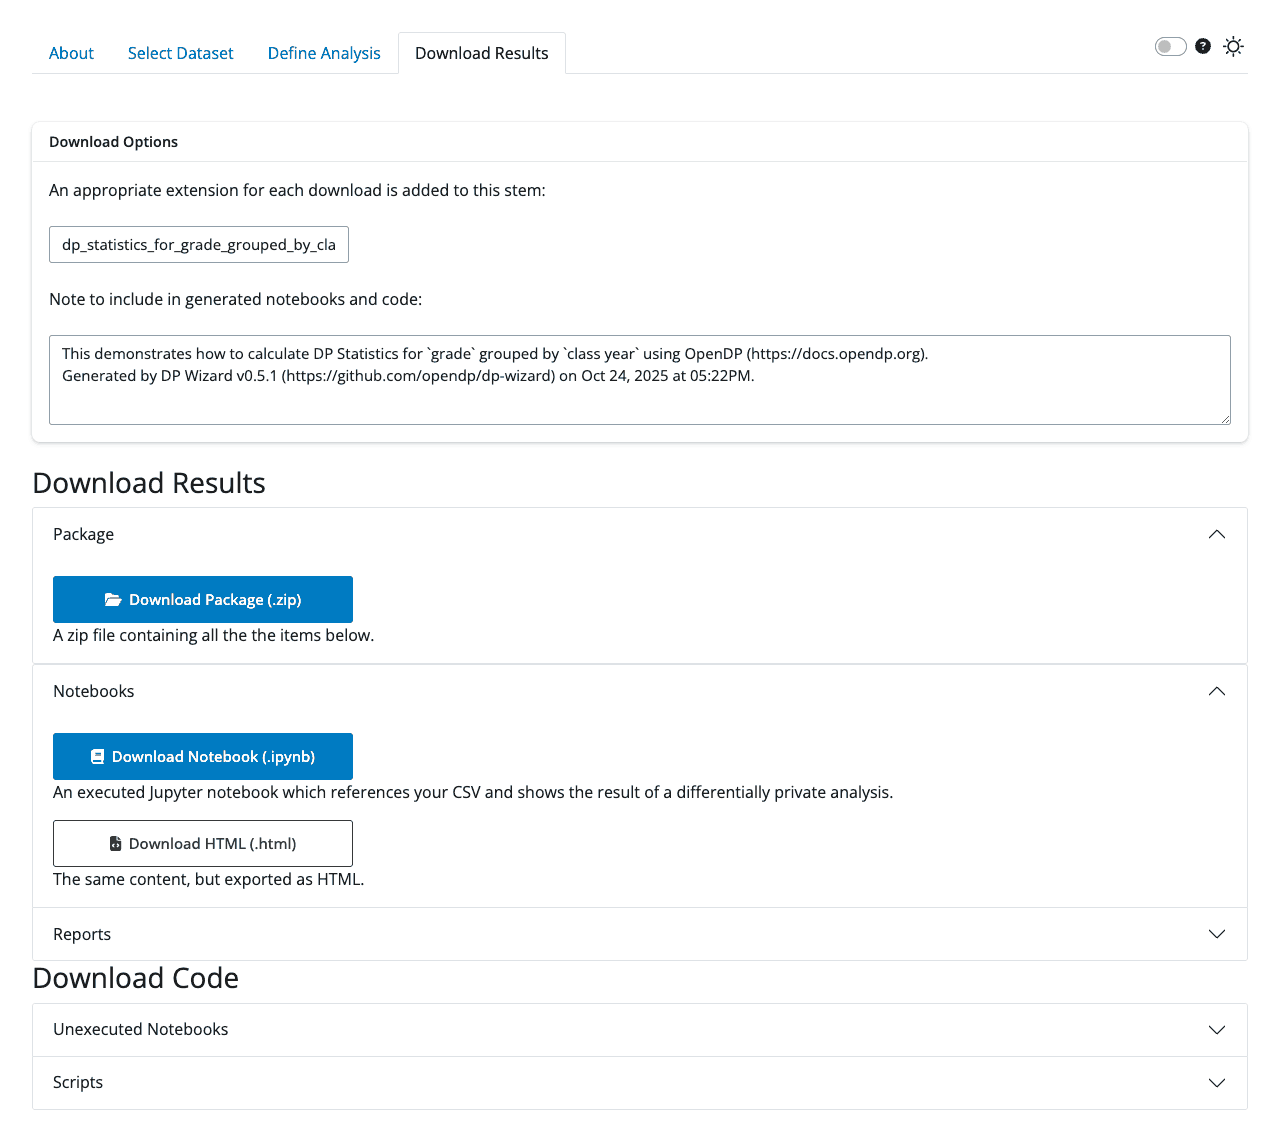 About
Select Dataset
Define Analysis
Download Results
?
Download Options
An appropriate extension for each download is added to this stem:
dp_statistics_for_grade_grouped_by_cla
Note to include in generated notebooks and code:
This demonstrates how to calculate DP Statistics for `grade` grouped by `class year` using OpenDP (https://docs.opendp.org).
Generated by DP Wizard v0.5.1 (https://github.com/opendp/dp-wizard) on Oct 24, 2025 at 05:22PM.
Download Results
Package
Download Package (.zip)
A zip file containing all the the items below.
Notebooks
Download Notebook (.ipynb)
An executed Jupyter notebook which references your CSV and shows the result of a differentially private analysis.
Download HTML (.html)
The same content, but exported as HTML.
Reports
Download Code
Unexecuted Notebooks
Scripts